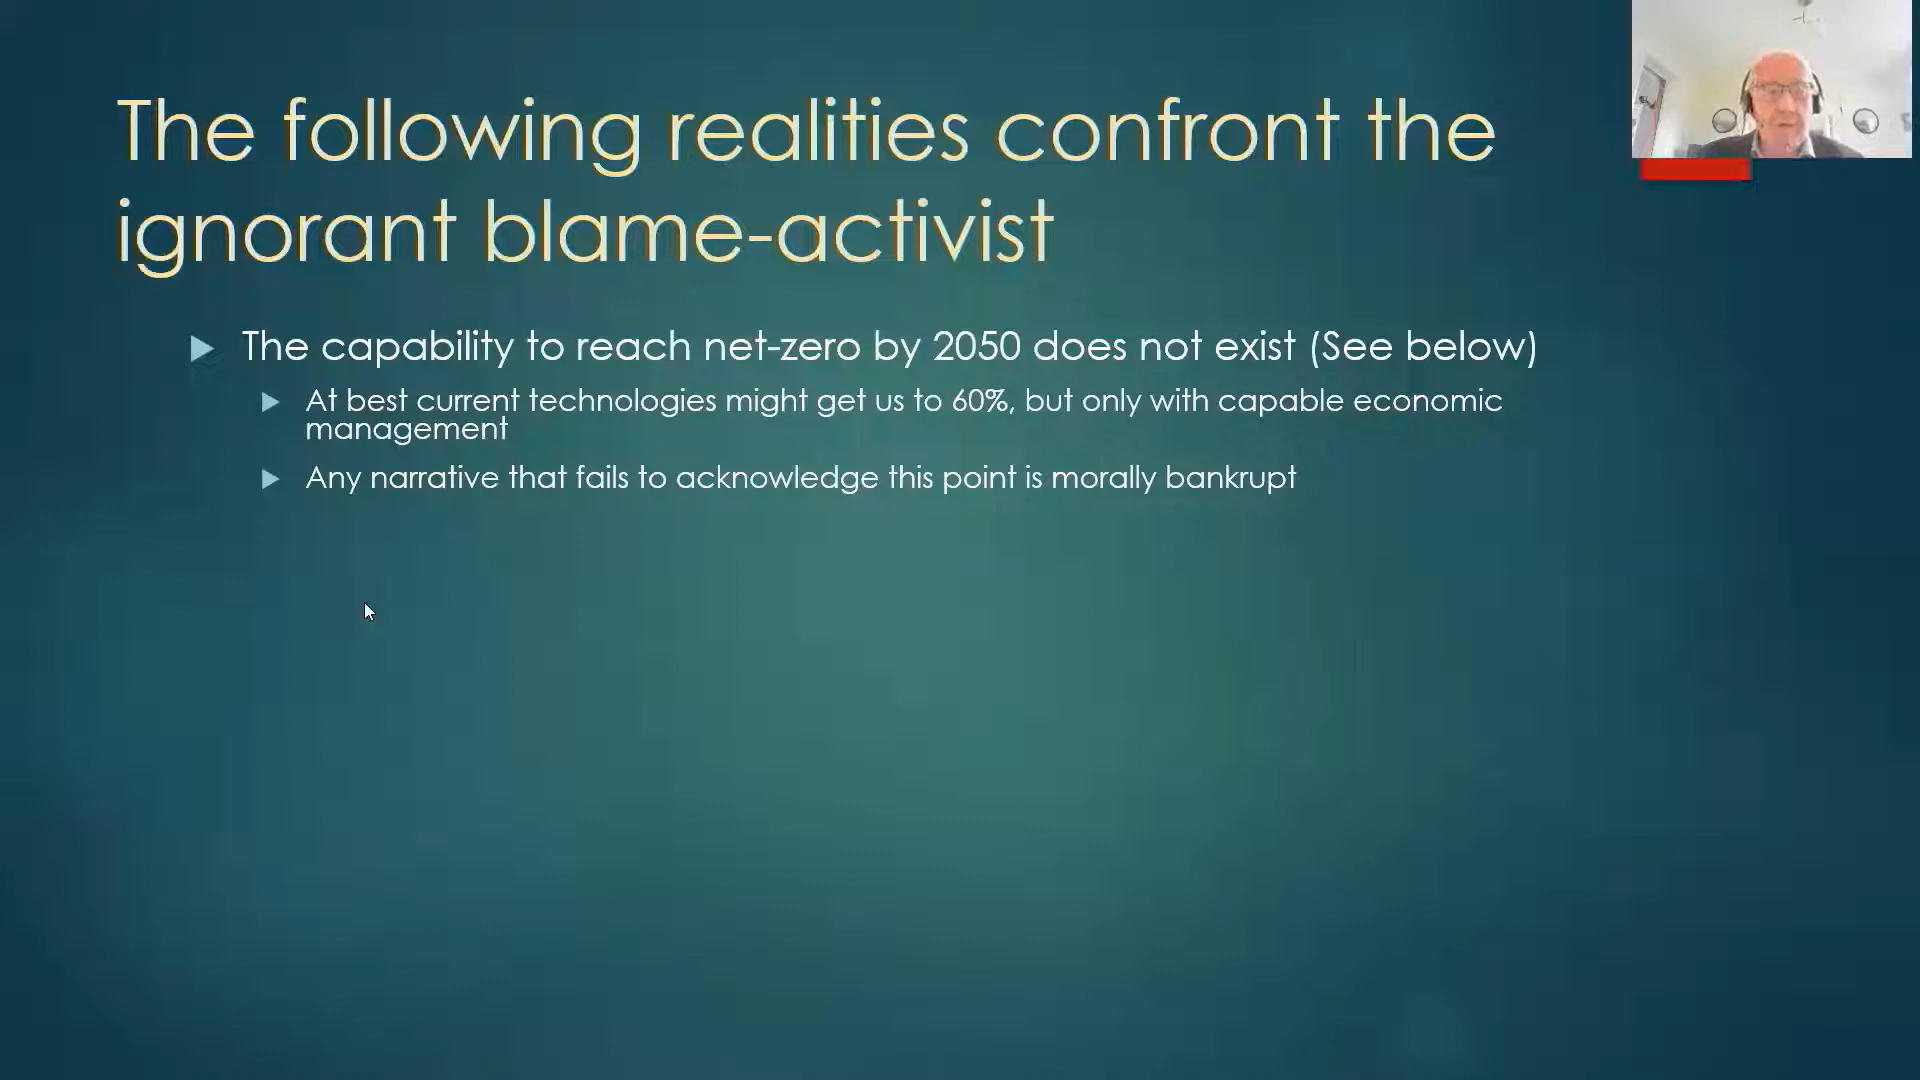 The following realities confront the
ignorant blame-activist
The capability to reach net-zero by 2050 does not exist (See below)
At best current technologies might get us to 60%, but only with capable economic
management
Any narrative that fails to acknowledge this point is morally bankrupt